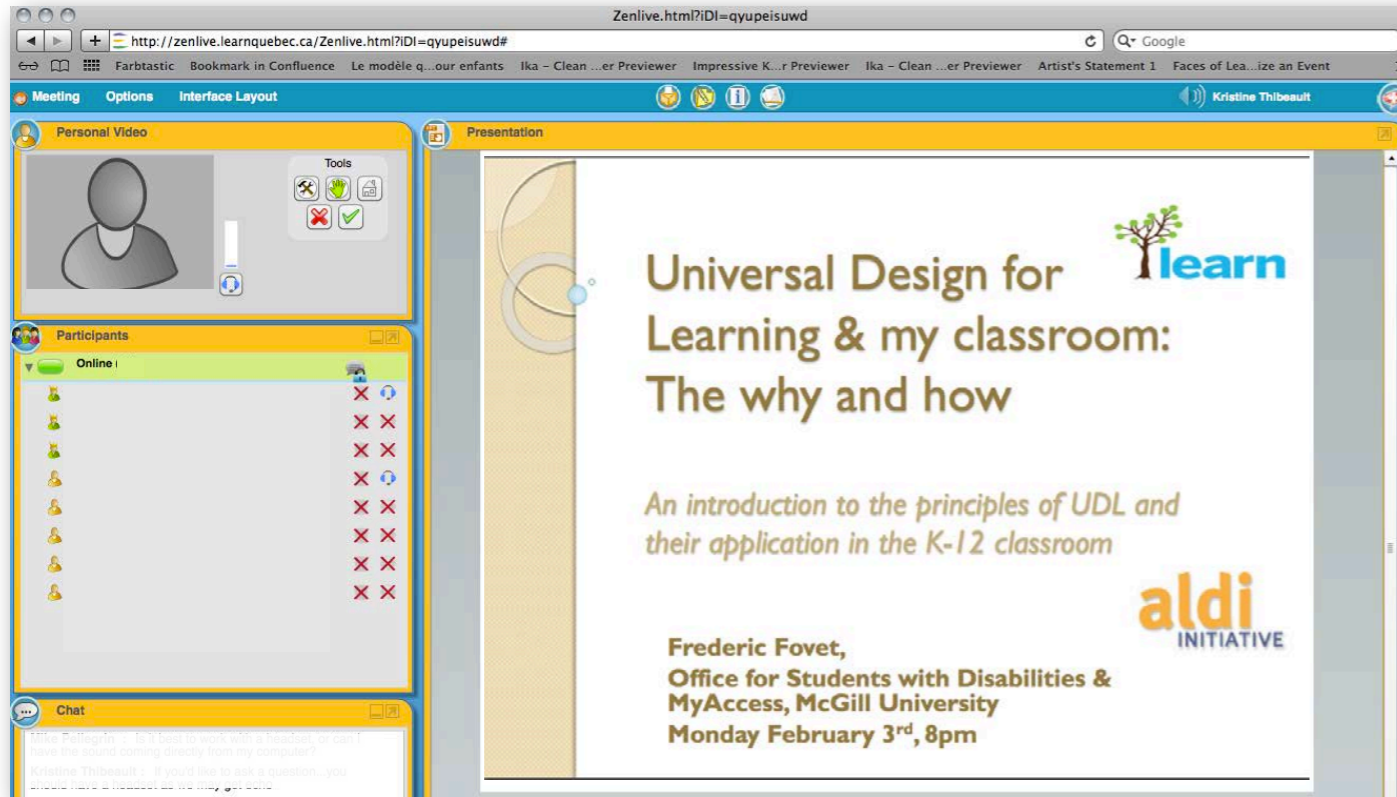 Zenlive.html?iDI=qyupeisuwd
http://zenlive.learnquebec.ca/Zenlive.html?iDI=qyupeisuwd#
Google
Farbtastic Bookmark in Confluence Le modèle q...our enfants Ika – Clean ...er Previewer Impressive K...r Previewer Ika – Clean ...er Previewer Artist's Statement 1 Faces of Lea...ize an Event
Meeting Options Interface Layout
Kristine Thibeault
Personal Video
Tools
Participants
Online
Chat
Mike Pellegrin : Is it best to work with a headset, or can I
have the sound coming directly from my computer?
Kristine Thibeault : If you'd like to ask a question...you
should have a headset as we may get echo
Presentation
learn
Universal Design for
Learning & my classroom:
The why and how
An introduction to the principles of UDL and
their application in the K-12 classroom
aldi
INITIATIVE
Frederic Fovet,
Office for Students with Disabilities &
MyAccess, McGill University
Monday February 3rd, 8pm